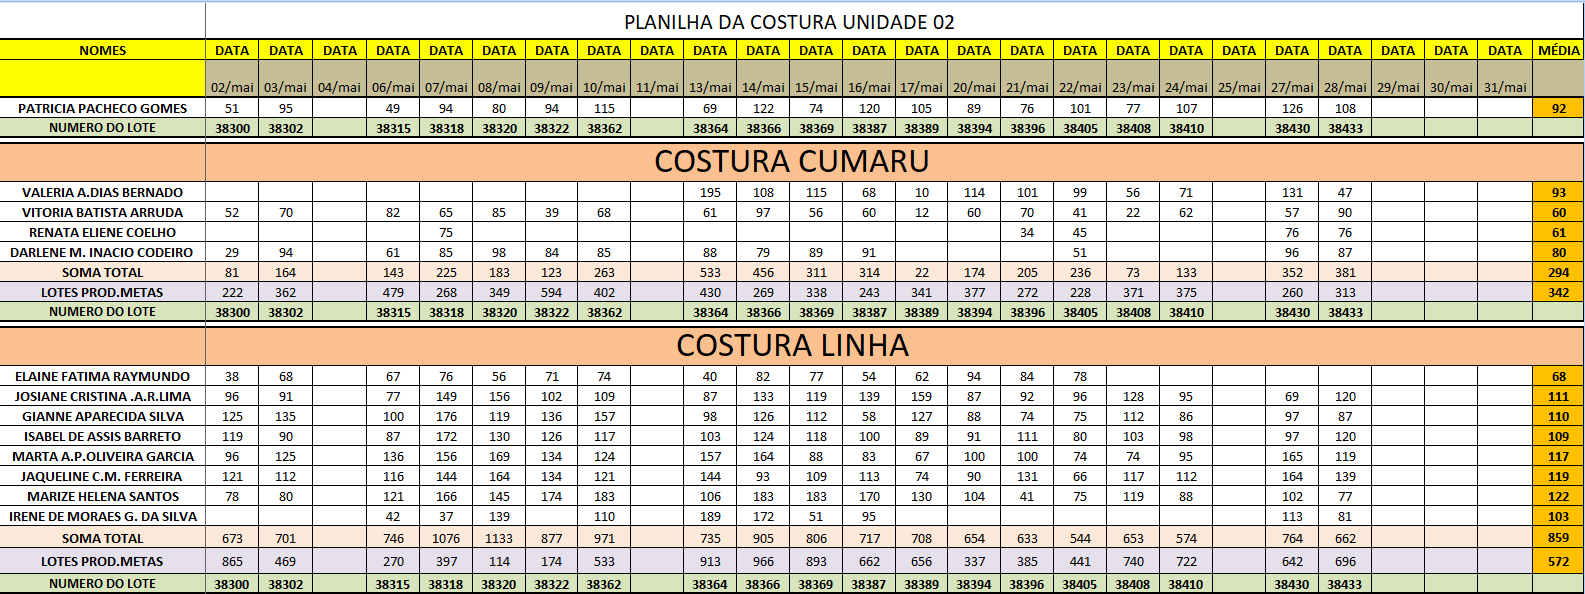 PLANILHA DA COSTURA UNIDADE 02
NOMES DATA DATA DATA DATA DATA DATA DATA DATA DATA DATA DATA DATA DATA DATA DATA DATA DATA DATA DATA DATA DATA DATA DATA DATA DATA MÉDIA
02/mai 03/mai 04/mai 06/mai 07/mai 08/mai 09/mai 10/mai 11/mai 13/mai 14/mai 15/mai 16/mai 17/mai 20/mai 21/mai 22/mai 23/mai 24/mai 25/mai 27/mai 28/mai 29/mai 30/mai 31/mai
PATRICIA PACHECO GOMES 51 95 49 94 80 94 115 69 122 74 120 105 89 76 101 77 107 126 108 92
NUMERO DO LOTE 38300 38302 38315 38318 38320 38322 38362 38364 38366 38369 38387 38389 38394 38396 38405 38408 38410 38430 38433
COSTURA CUMARU
VALERIA A.DIAS BERNADO 195 108 115 68 10 114 101 99 56 71 131 47 93
VITORIA BATISTA ARRUDA 52 70 82 65 85 39 68 61 97 56 60 12 60 70 41 22 62 57 90 60
RENATA ELIENE COELHO 75 34 45 76 76 61
DARLENE M. INACIO CODEIRO 29 94 61 85 98 84 85 88 79 89 91 51 96 87 80
SOMA TOTAL 81 164 143 225 183 123 263 533 456 311 314 22 174 205 236 73 133 352 381 294
LOTES PROD.METAS 222 362 479 268 349 594 402 430 269 338 243 341 377 272 228 371 375 260 313 342
NUMERO DO LOTE 38300 38302 38315 38318 38320 38322 38362 38364 38366 38369 38387 38389 38394 38396 38405 38408 38410 38430 38433
COSTURA LINHA
ELAINE FATIMA RAYMUNDO 38 68 67 76 56 71 74 40 82 77 54 62 94 84 78 68
JOSIANE CRISTINA .A.R.LIMA 96 91 77 149 156 102 109 87 133 119 139 159 87 92 96 128 95 69 120 111
GIANNE APARECIDA SILVA 125 135 100 176 119 136 157 98 126 112 58 127 88 74 75 112 86 97 87 110
ISABEL DE ASSIS BARRETO 119 90 87 172 130 126 117 103 124 118 100 89 91 111 80 103 98 97 120 109
MARTA A.P.OLIVEIRA GARCIA 96 125 136 156 169 134 124 157 164 88 83 67 100 100 74 74 95 165 119 117
JAQUELINE C.M. FERREIRA 121 112 116 144 164 134 121 144 93 109 113 74 90 131 66 117 112 164 139 119
MARIZE HELENA SANTOS 78 80 121 166 145 174 183 106 183 183 170 130 104 41 75 119 88 102 77 122
IRENE DE MORAES G. DA SILVA 42 37 139 110 189 172 51 95 113 81 103
SOMA TOTAL 673 701 746 1076 1133 877 971 735 905 806 717 708 654 633 544 653 574 764 662 859
LOTES PROD.METAS 865 469 270 397 114 174 533 913 966 893 662 656 337 385 441 740 722 642 696 572
NUMERO DO LOTE 38300 38302 38315 38318 38320 38322 38362 38364 38366 38369 38387 38389 38394 38396 38405 38408 38410 38430 38433